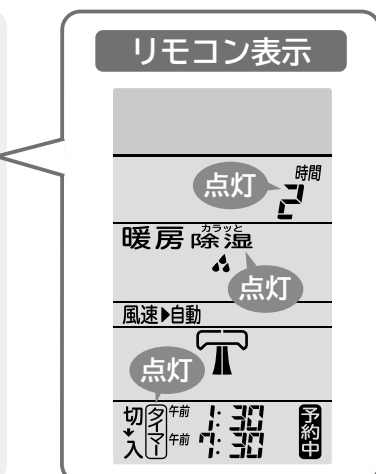 リモコン表示
点灯
時間
2
カラッと
暖房除湿
点灯
風速▶自動
点灯
切 タイマー 午前 1:30 予約中
入 午前 7:30